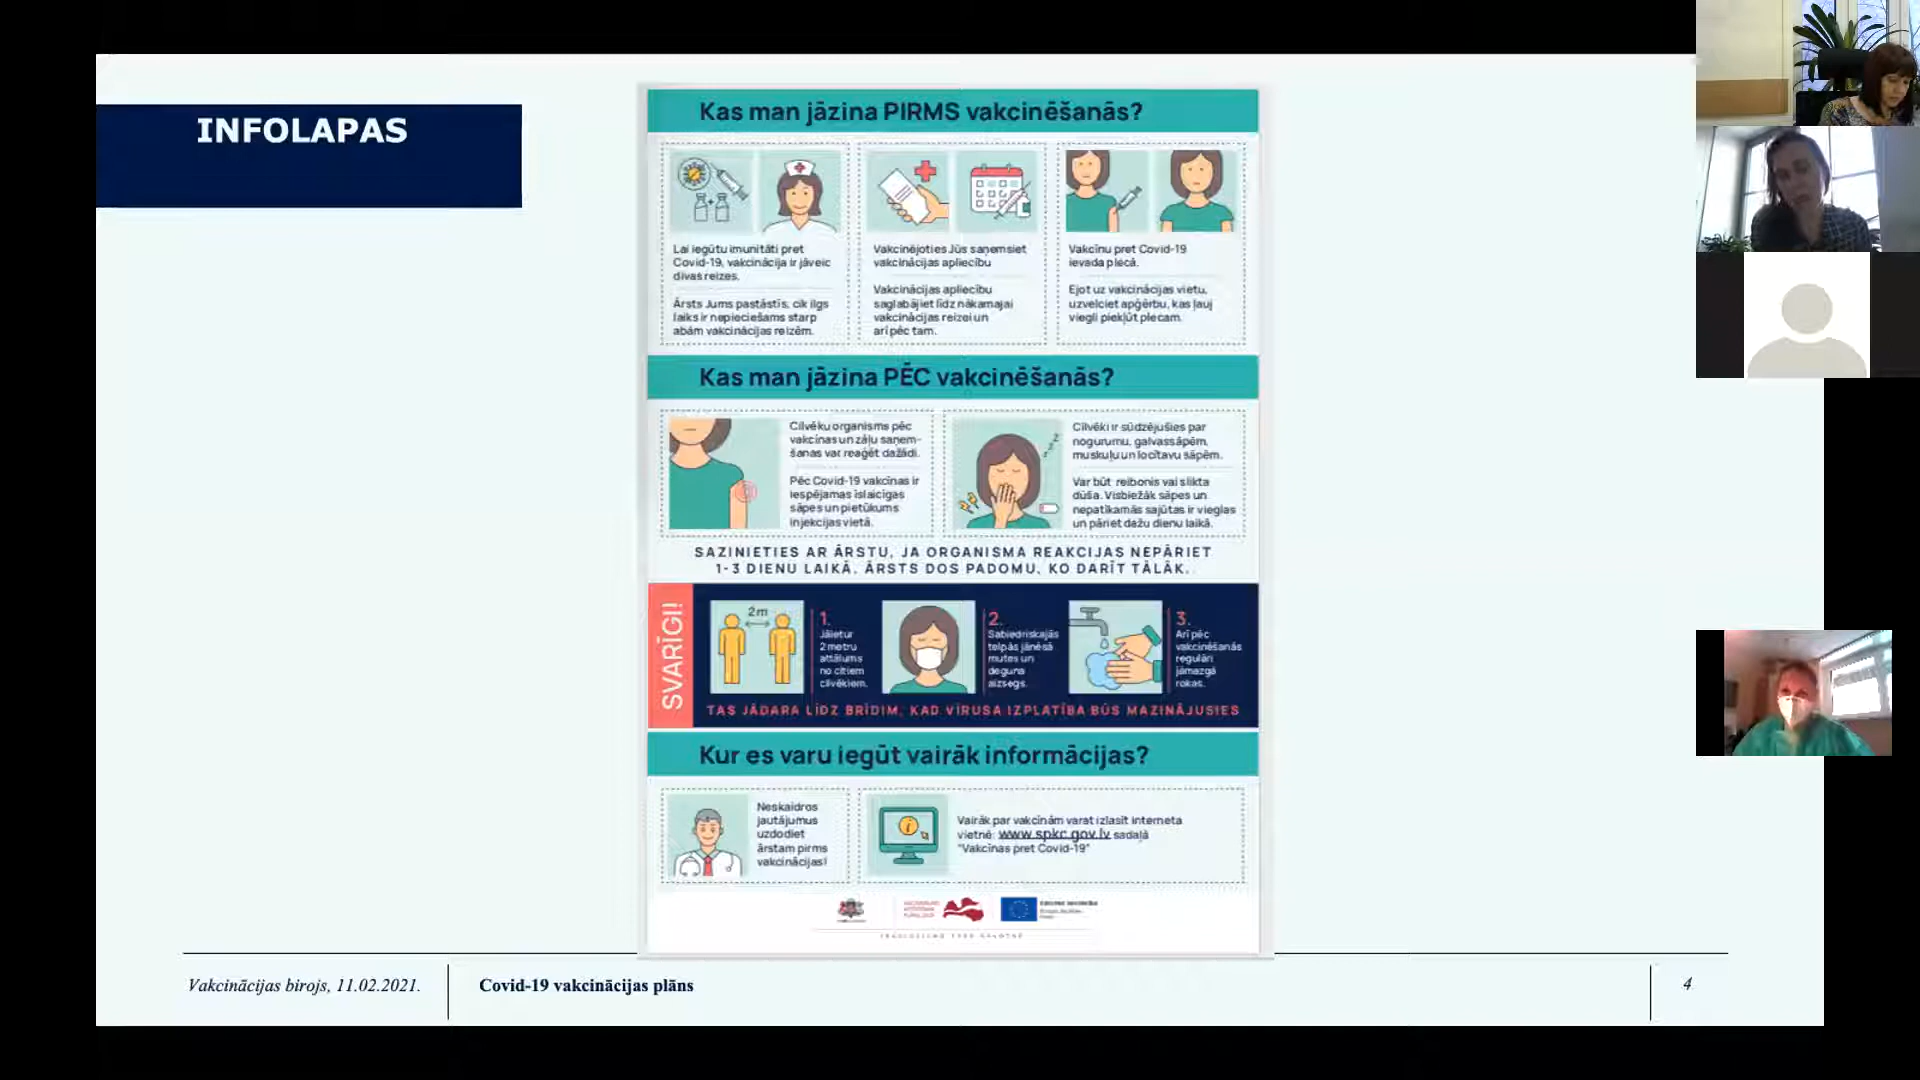 INFOLAPAS
Kas man jāzina PIRMS vakcinēšanās?
Lai iegūtu imunitāti pret
Covid-19, vakcinācija ir jāveic
divas reizes.
Ārsts Jums pastāstīs, cik ilgs
laiks ir nepieciešams starp
abām vakcinācijas reizēm.
Vakcinējoties Jūs saņemsiet
vakcinācijas apliecību
Vakcinācijas apliecību
saglabājiet līdz nākamajai
vakcinācijas reizei un
arī pēc tam.
Vakcīnu pret Covid-19
ievada plecā.
Ejot uz vakcinācijas vietu,
uzvelciet apģērbu, kas ļauj
viegli piekļūt plecam.
Kas man jāzina PĒC vakcinēšanās?
Cilvēku organisms pēc
vakcīnas un zāļu saņem-
šanas var reaģēt dažādi.
Pēc Covid-19 vakcīnas ir
iespējamas īslaicīgas
sāpes un pietūkums
injekcijas vietā.
Cilvēki ir sūdzējušies par
nogurumu, galvassāpēm,
muskuļu un locītavu sāpēm.
Var būt reibonis vai slikta
dūša. Visbiežāk sāpes un
nepatīkamās sajūtas ir vieglas
un pāriet dažu dienu laikā.
SAZINIETIES AR ĀRSTU, JA ORGANISMA REAKCIJAS NEPĀRIET
1-3 DIENU LAIKĀ. ĀRSTS DOS PADOMU, KO DARĪT TĀLĀK.
SVARĪGI!
2m
1.
Jāietur
2 metru
attālums
no citiem
cilvēkiem.
2.
Sabiedriskajās
telpās jānēsā
mutes un
deguna
aizsegs.
3.
Arī pēc
vakcinēšanās
regulāri
jāmazgā
rokas.
TAS JĀDARA LĪDZ BRĪDIM, KAD VĪRUSA IZPLATĪBA BŪS MAZINĀJUSIES
Kur es varu iegūt vairāk informācijas?
Neskaidros
jautājumus
uzdodiet
ārstam pirms
vakcinācijas!
Vairāk par vakcīnām varat izlasīt interneta
vietnē: www.spkc.gov.lv sadaļā
"Vakcīnas pret Covid-19"
Vakcinācijas birojs, 11.02.2021.
Covid-19 vakcinācijas plāns
4